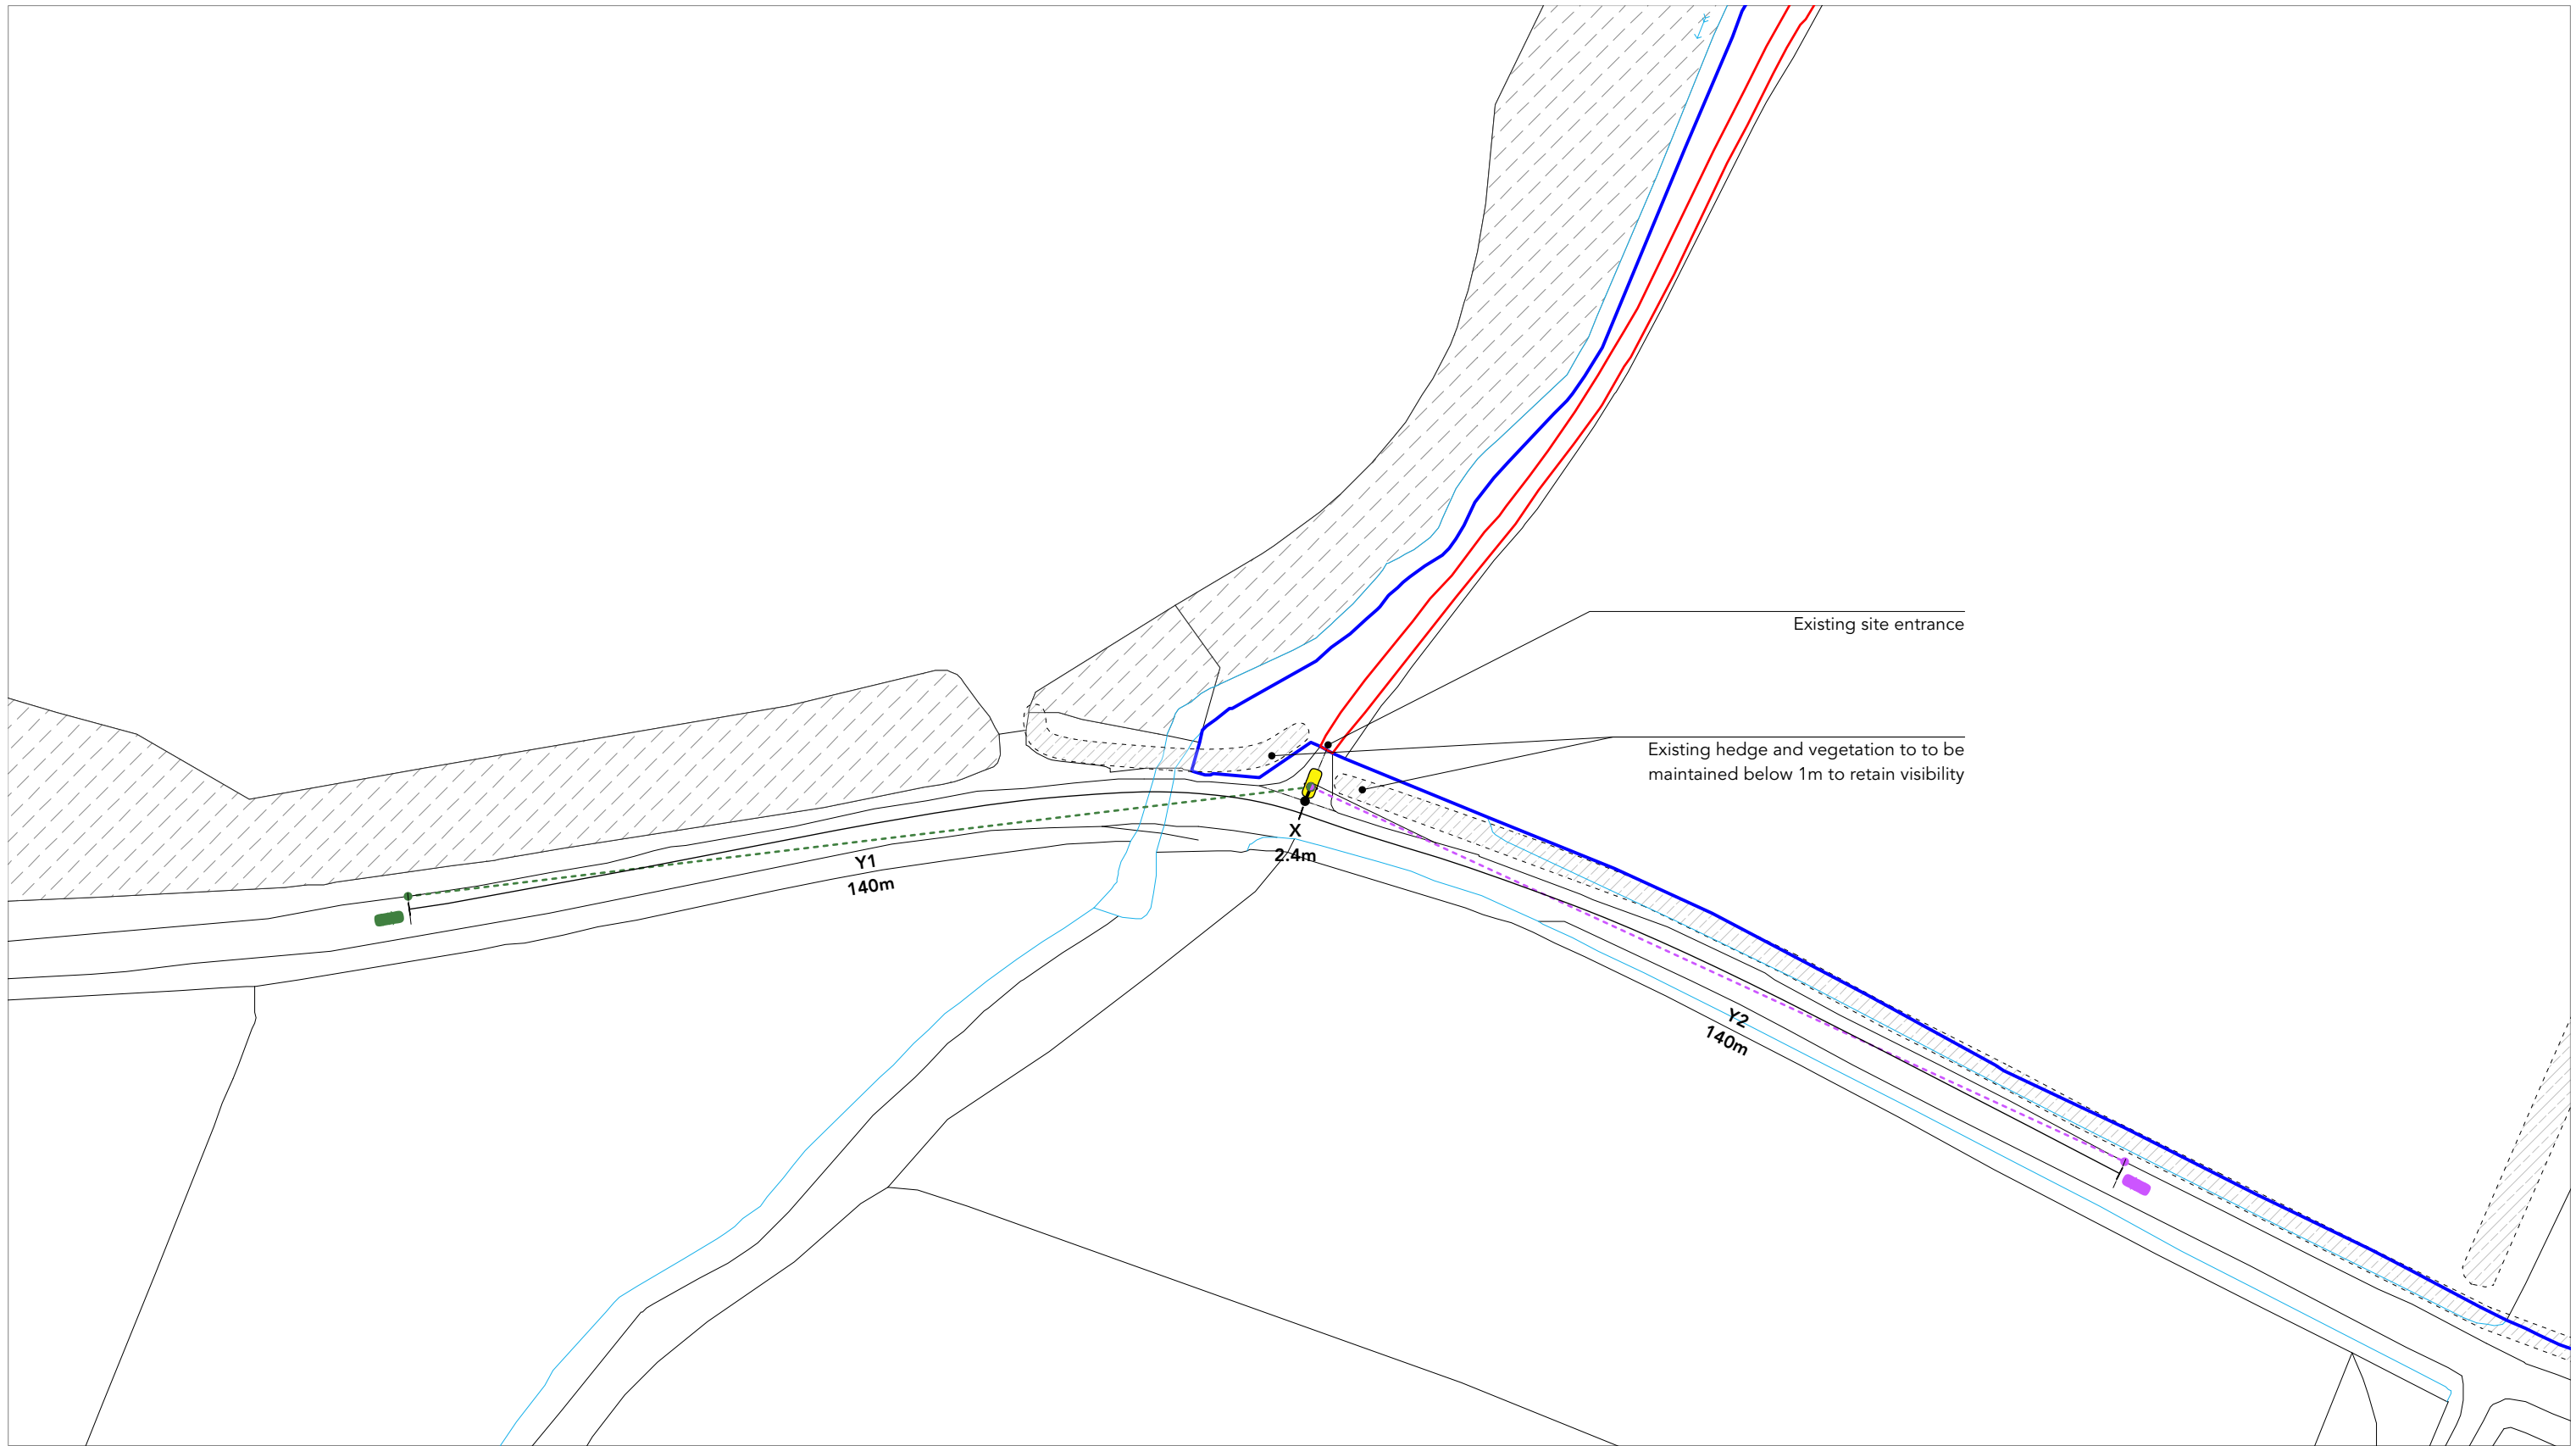 Existing site entrance
Existing hedge and vegetation to to be
maintained below 1m to retain visibility
X
2.4m
Y1
140m
Y2
140m